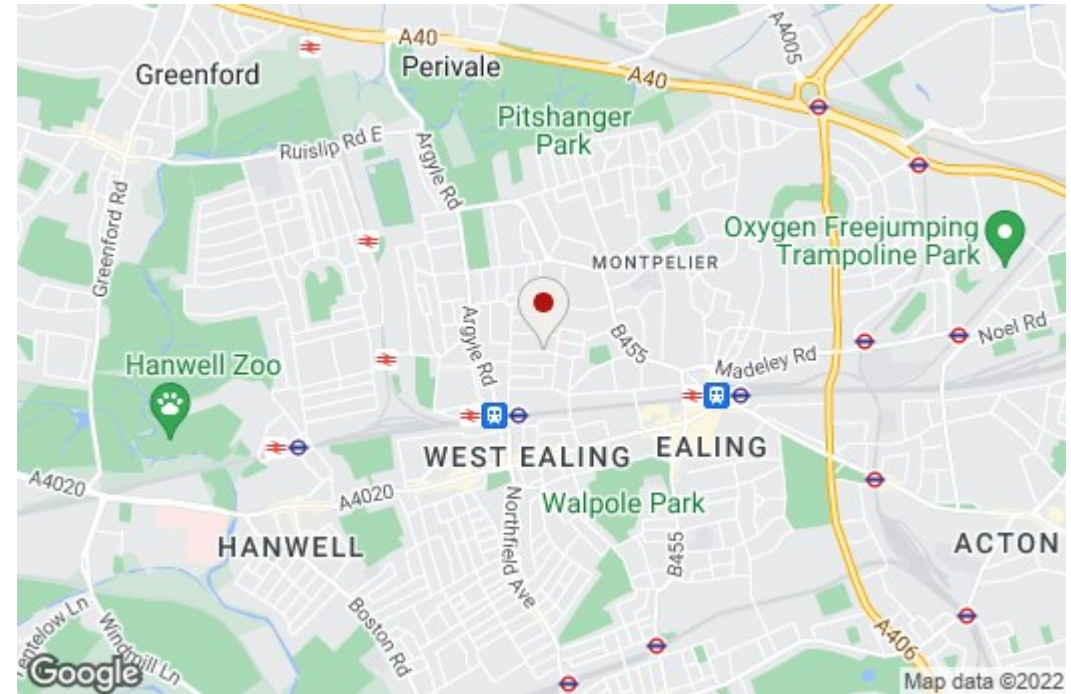 A40
A4005
Greenford
Perivale
A40
Pitshanger
Park
Ruislip Rd E
Argyle Rd
Greenford Rd
Oxygen Freejumping
Trampoline Park
MONTPELIER
Argyle Rd
B455
Noel Rd
Madeley Rd
Hanwell Zoo
WEST EALING
EALING
A4020
A4020
Walpole Park
Northfield Ave
HANWELL
B455
ACTON
Boston Rd
Windmill Ln
A406
Google
Map data ©2022